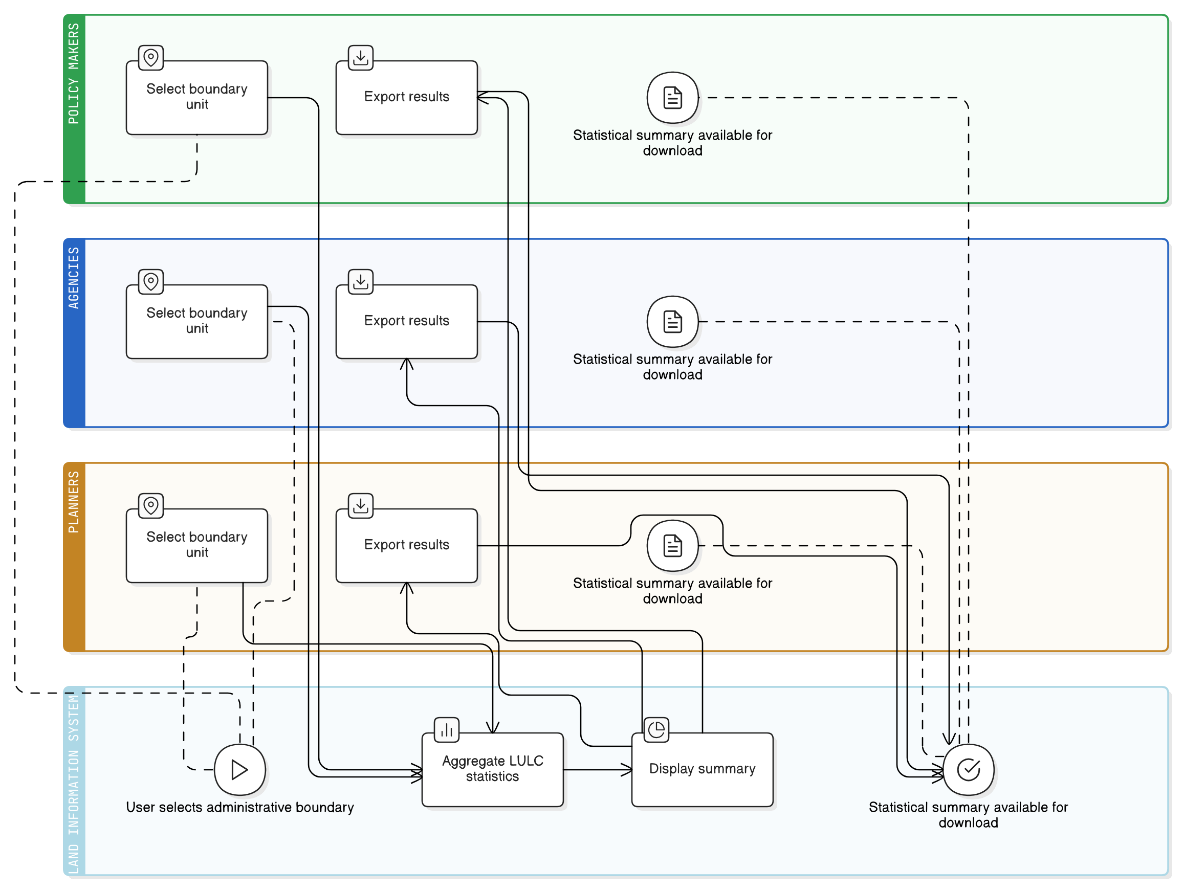 POLICY MAKERS
Select boundary
unit
Export results
Statistical summary available for
download
AGENCIES
Select boundary
unit
Export results
Statistical summary available for
download
PLANNERS
Select boundary
unit
Export results
Statistical summary available for
download
LAND INFORMATION SYSTEM
User selects administrative boundary
Aggregate LULC
statistics
Display summary
Statistical summary available for
download